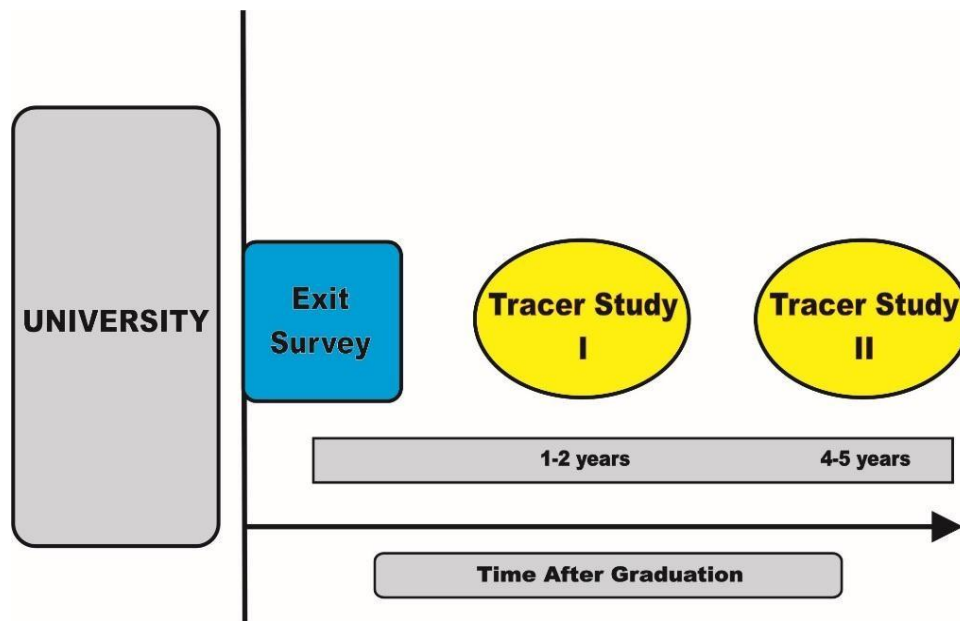 UNIVERSITY
Exit
Survey
Tracer Study
I
Tracer Study
II
1-2 years
4-5 years
Time After Graduation